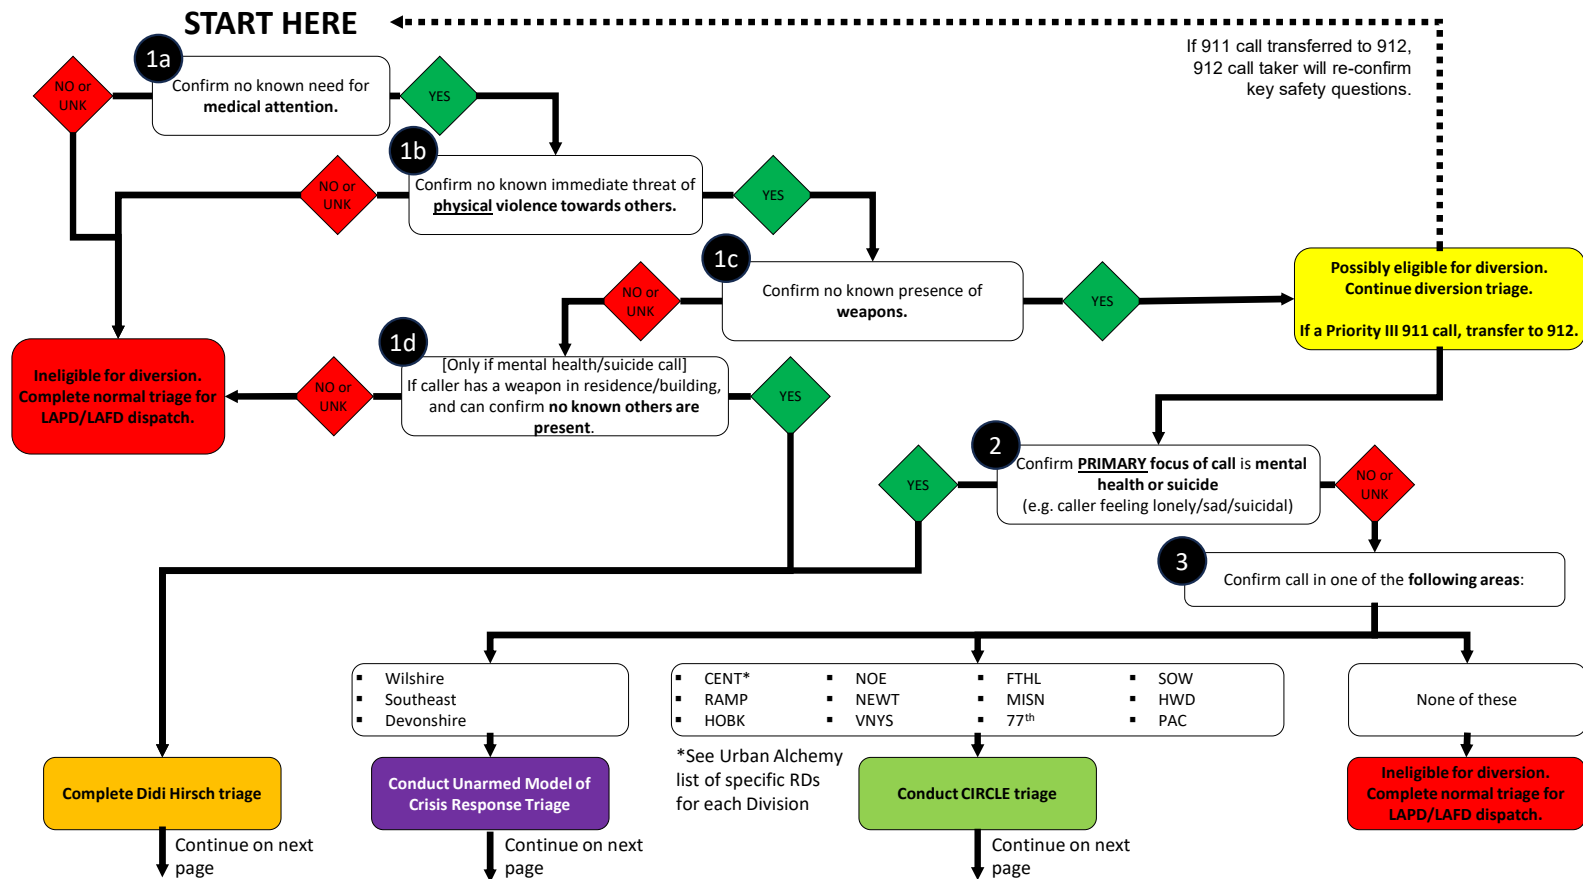 START HERE
If 911 call transferred to 912,
912 call taker will re-confirm
key safety questions.
1a
Confirm no known need for
medical attention.
NO or
UNK
YES
1b
Confirm no known immediate threat of
physical violence towards others.
NO or
UNK
YES
1c
Confirm no known presence of
weapons.
NO or
UNK
YES
Possibly eligible for diversion.
Continue diversion triage.
If a Priority III 911 call, transfer to 912.
1d
[Only if mental health/suicide call]
If caller has a weapon in residence/building,
and can confirm no known others are
present.
NO or
UNK
YES
Ineligible for diversion.
Complete normal triage for
LAPD/LAFD dispatch.
2
Confirm PRIMARY focus of call is mental
health or suicide
(e.g. caller feeling lonely/sad/suicidal)
YES
NO or
UNK
3
Confirm call in one of the following areas:
▪ Wilshire
▪ Southeast
▪ Devonshire
▪ CENT*
▪ RAMP
▪ HOBK
▪ NOE
▪ NEWT
▪ VNYS
▪ FTHL
▪ MISN
▪ 77th
▪ SOW
▪ HWD
▪ PAC
None of these
*See Urban Alchemy
list of specific RDs
for each Division
Complete Didi Hirsch triage
Conduct Unarmed Model of
Crisis Response Triage
Conduct CIRCLE triage
Ineligible for diversion.
Complete normal triage for
LAPD/LAFD dispatch.
Continue on next
page
Continue on next
page
Continue on next
page